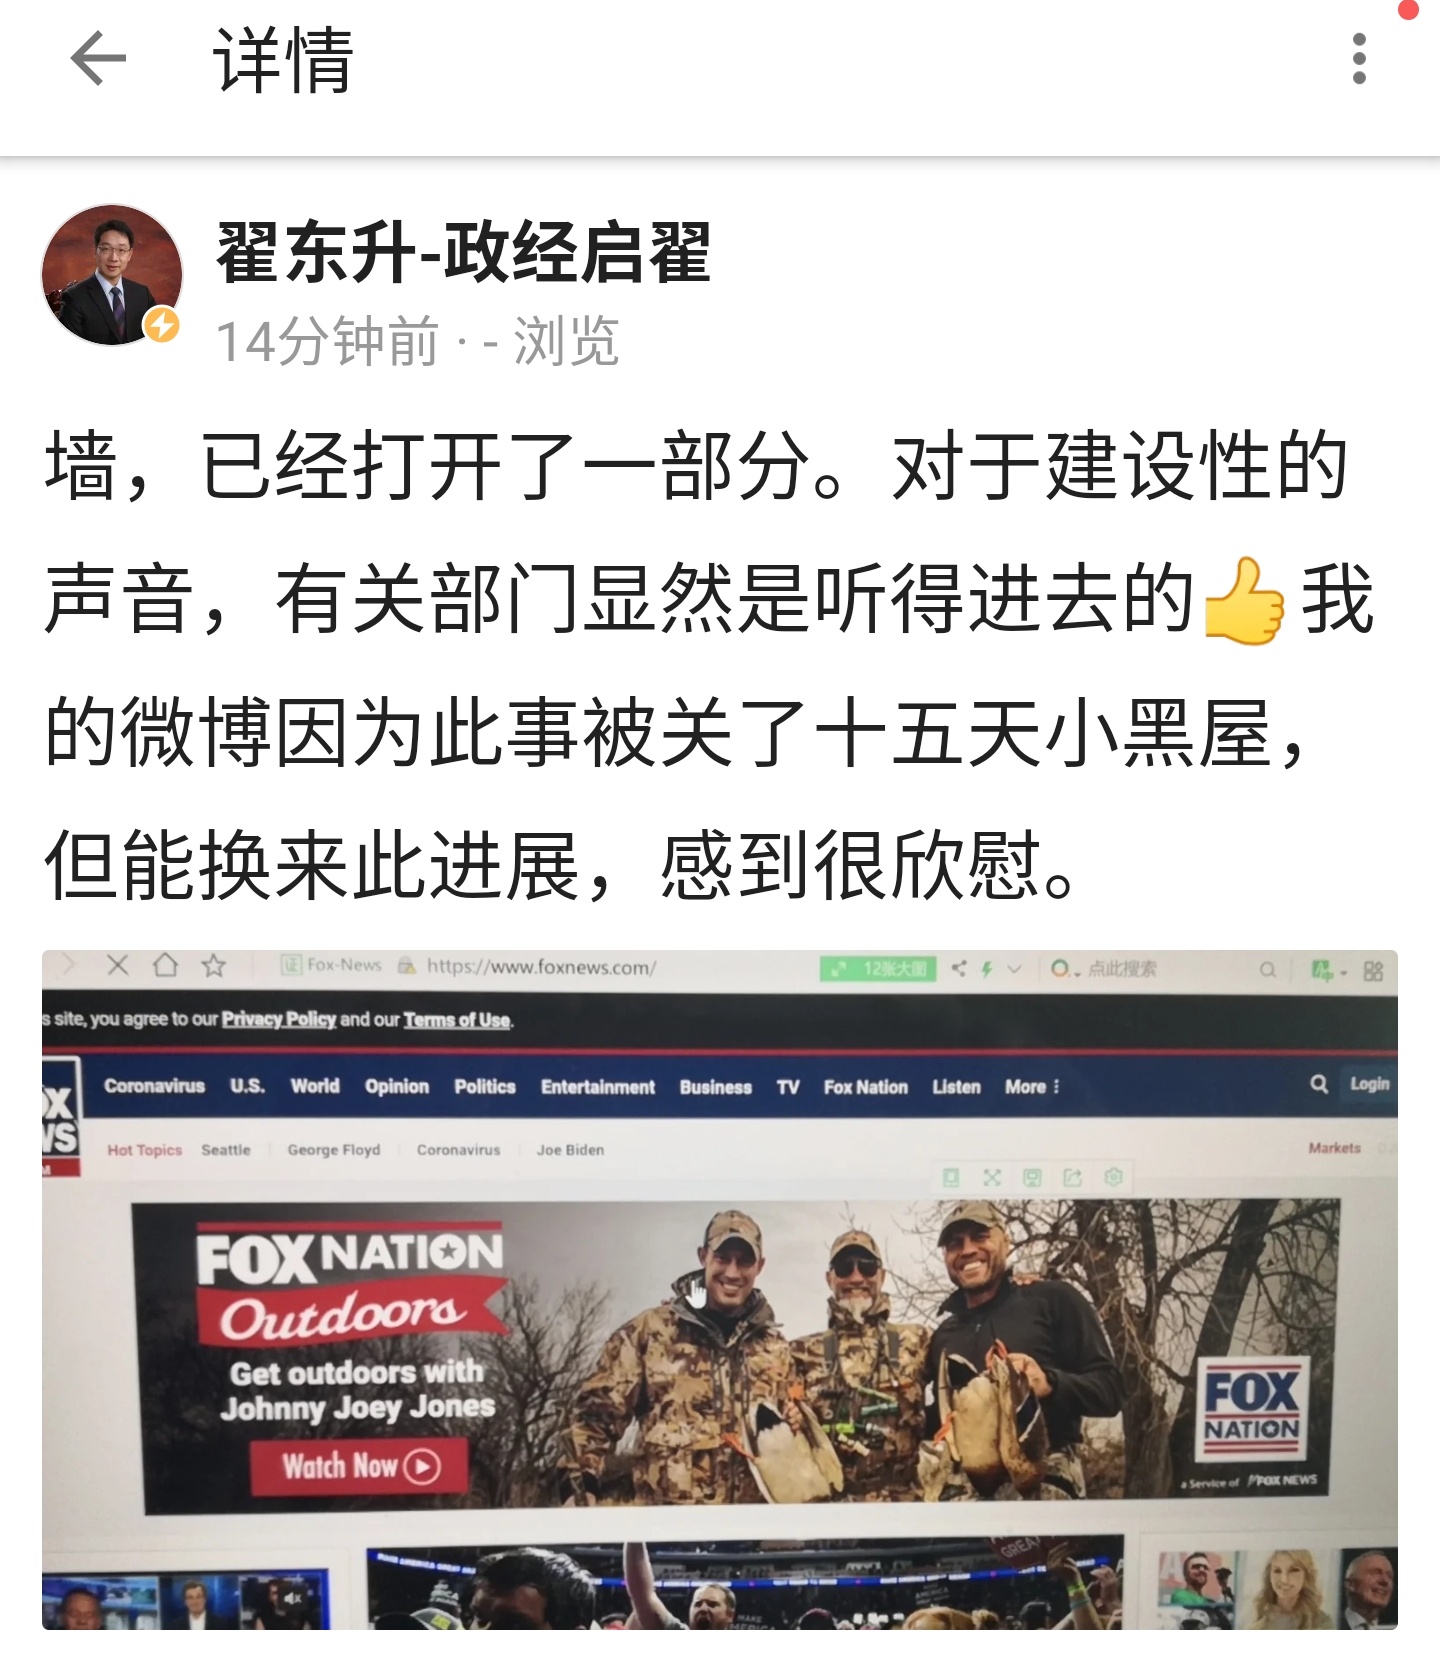 详情
翟东升-政经启翟
14分钟前 · - 浏览
墙，已经打开了一部分。对于建设性的
声音，有关部门显然是听得进去的👍我
的微博因为此事被关了十五天小黑屋，
但能换来此进展，感到很欣慰。
证 Fox-News https://www.foxnews.com/ 12张大图 点此搜索
s site, you agree to our Privacy Policy and our Terms of Use.
OX
WS
Coronavirus U.S. World Opinion Politics Entertainment Business TV Fox Nation Listen More Login
Hot Topics Seattle George Floyd Coronavirus Joe Biden Markets
FOX NATION
Outdoors
Get outdoors with
Johnny Joey Jones
Watch Now
FOX
NATION
a Service of FOX NEWS
GREAT
MAKE
AMERICA